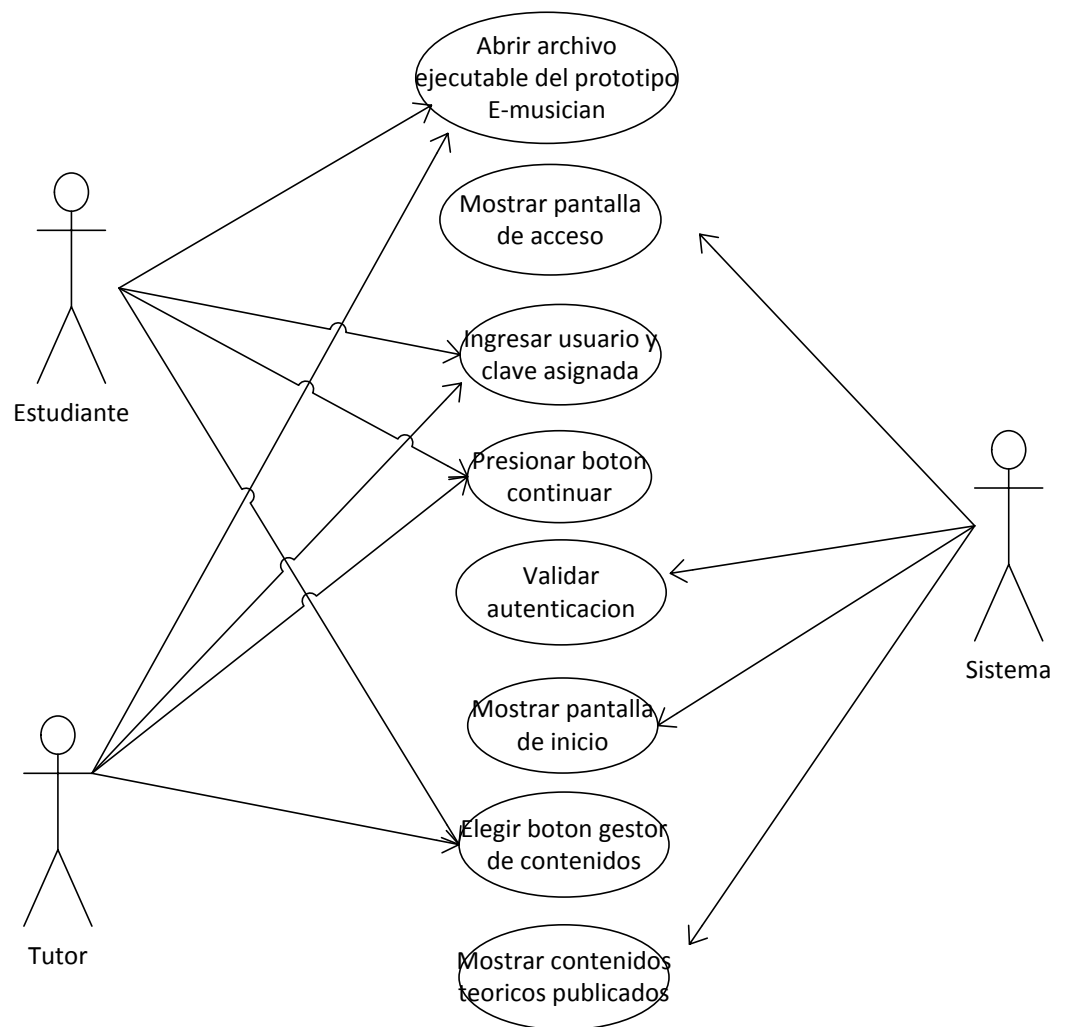 Abrir archivo
ejecutable del prototipo
E-musician
Mostrar pantalla
de acceso
Ingresar usuario y
clave asignada
Estudiante
Presionar boton
continuar
Validar
autenticacion
Sistema
Mostrar pantalla
de inicio
Elegir boton gestor
de contenidos
Tutor
Mostrar contenidos
teoricos publicados